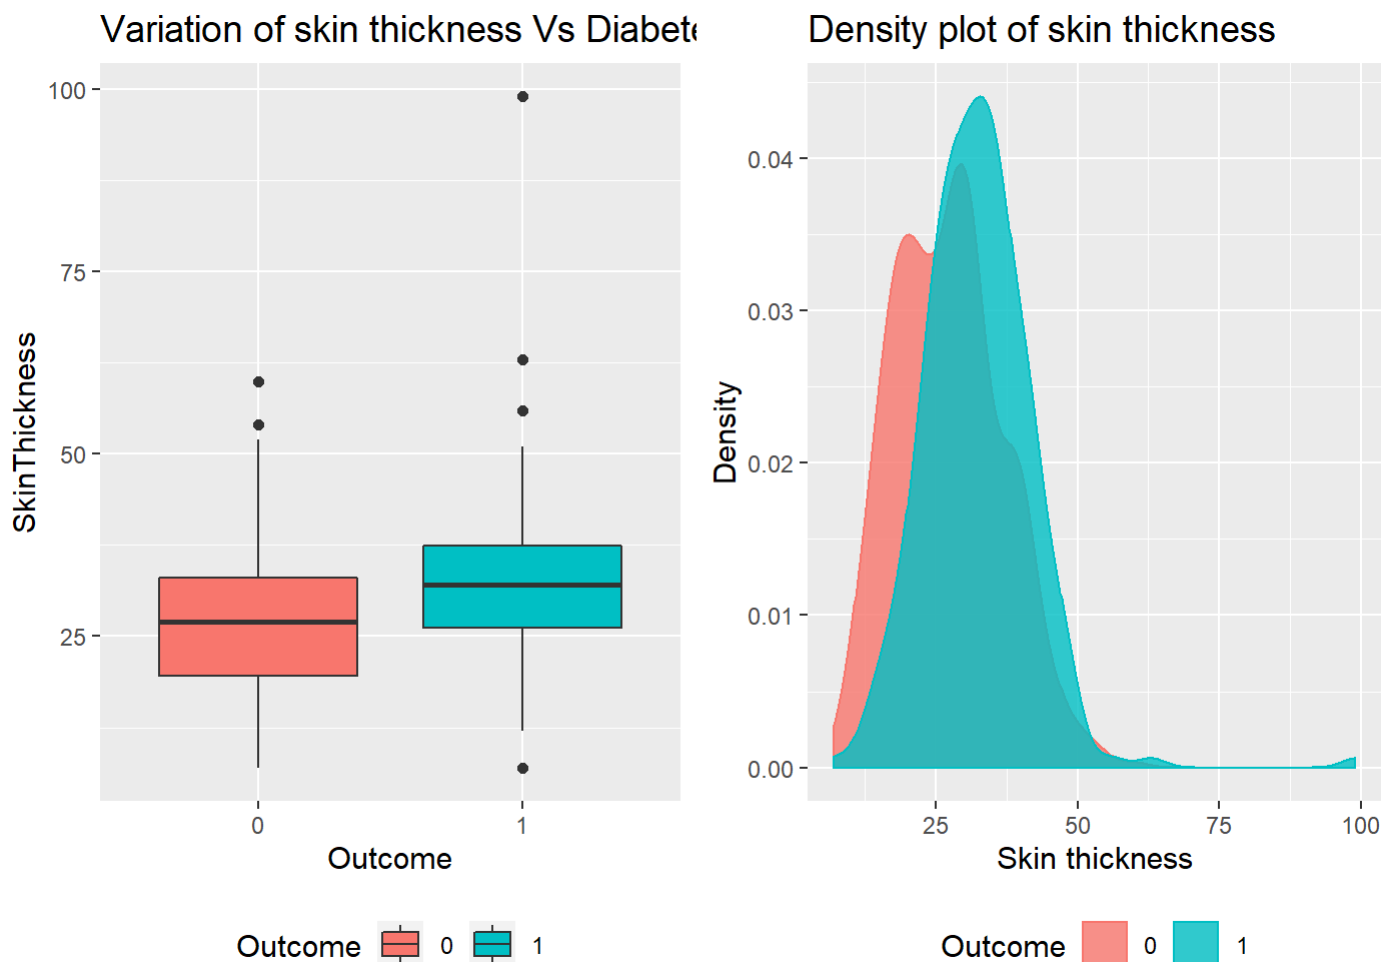 Variation of skin thickness Vs Diabete
SkinThickness
100
75
50
25
0
1
Outcome
Outcome 0 1
Density plot of skin thickness
Density
0.04
0.03
0.02
0.01
0.00
25
50
75
100
Skin thickness
Outcome 0 1